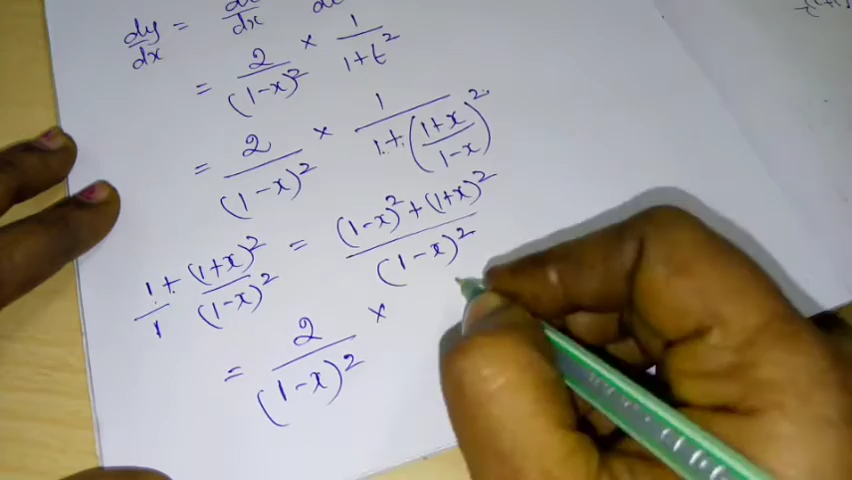 dy/dx =
= 2/(1-x)² × 1/1+t²
= 2/(1-x)² × 1/1+(1+x/1-x)²
1/1 + (1+x)²/(1-x)² = (1-x)²+(1+x)²/(1-x)²
= 2/(1-x)² ×